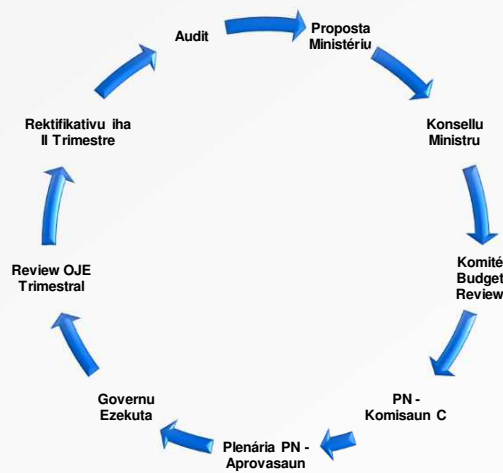 Audit
Proposta
Ministériu
Konsellu
Ministru
Komité
Budget
Review
PN -
Komisaun C
Plenária PN -
Aprovasaun
Governu
Ezekuta
Review OJE
Trimestral
Rektifikativu iha
II Trimestre